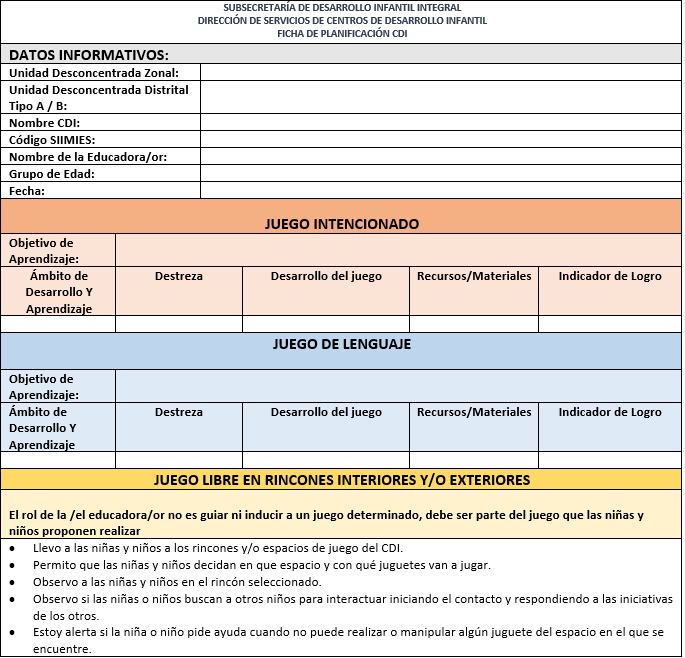 SUBSECRETARÍA DE DESARROLLO INFANTIL INTEGRAL
DIRECCIÓN DE SERVICIOS DE CENTROS DE DESARROLLO INFANTIL
FICHA DE PLANIFICACIÓN CDI
DATOS INFORMATIVOS:
Unidad Desconcentrada Zonal:
Unidad Desconcentrada Distrital
Tipo A / B:
Nombre CDI:
Código SIIMIES:
Nombre de la Educadora/or:
Grupo de Edad:
Fecha:
JUEGO INTENCIONADO
Objetivo de
Aprendizaje:
Ámbito de
Desarrollo Y
Aprendizaje
Destreza
Desarrollo del juego
Recursos/Materiales
Indicador de Logro
JUEGO DE LENGUAJE
Objetivo de
Aprendizaje:
Ámbito de
Desarrollo Y
Aprendizaje
Destreza
Desarrollo del juego
Recursos/Materiales
Indicador de Logro
JUEGO LIBRE EN RINCONES INTERIORES Y/O EXTERIORES
El rol de la /el educadora/or no es guiar ni inducir a un juego determinado, debe ser parte del juego que las niñas y
niños proponen realizar
• Llevo a las niñas y niños a los rincones y/o espacios de juego del CDI.
• Permito que las niñas y niños decidan en que espacio y con qué juguetes van a jugar.
• Observo a las niñas y niños en el rincón seleccionado.
• Observo si las niñas o niños buscan a otros niños para interactuar iniciando el contacto y respondiendo a las iniciativas
de los otros.
• Estoy alerta si la niña o niño pide ayuda cuando no puede realizar o manipular algún juguete del espacio en el que se
encuentre.